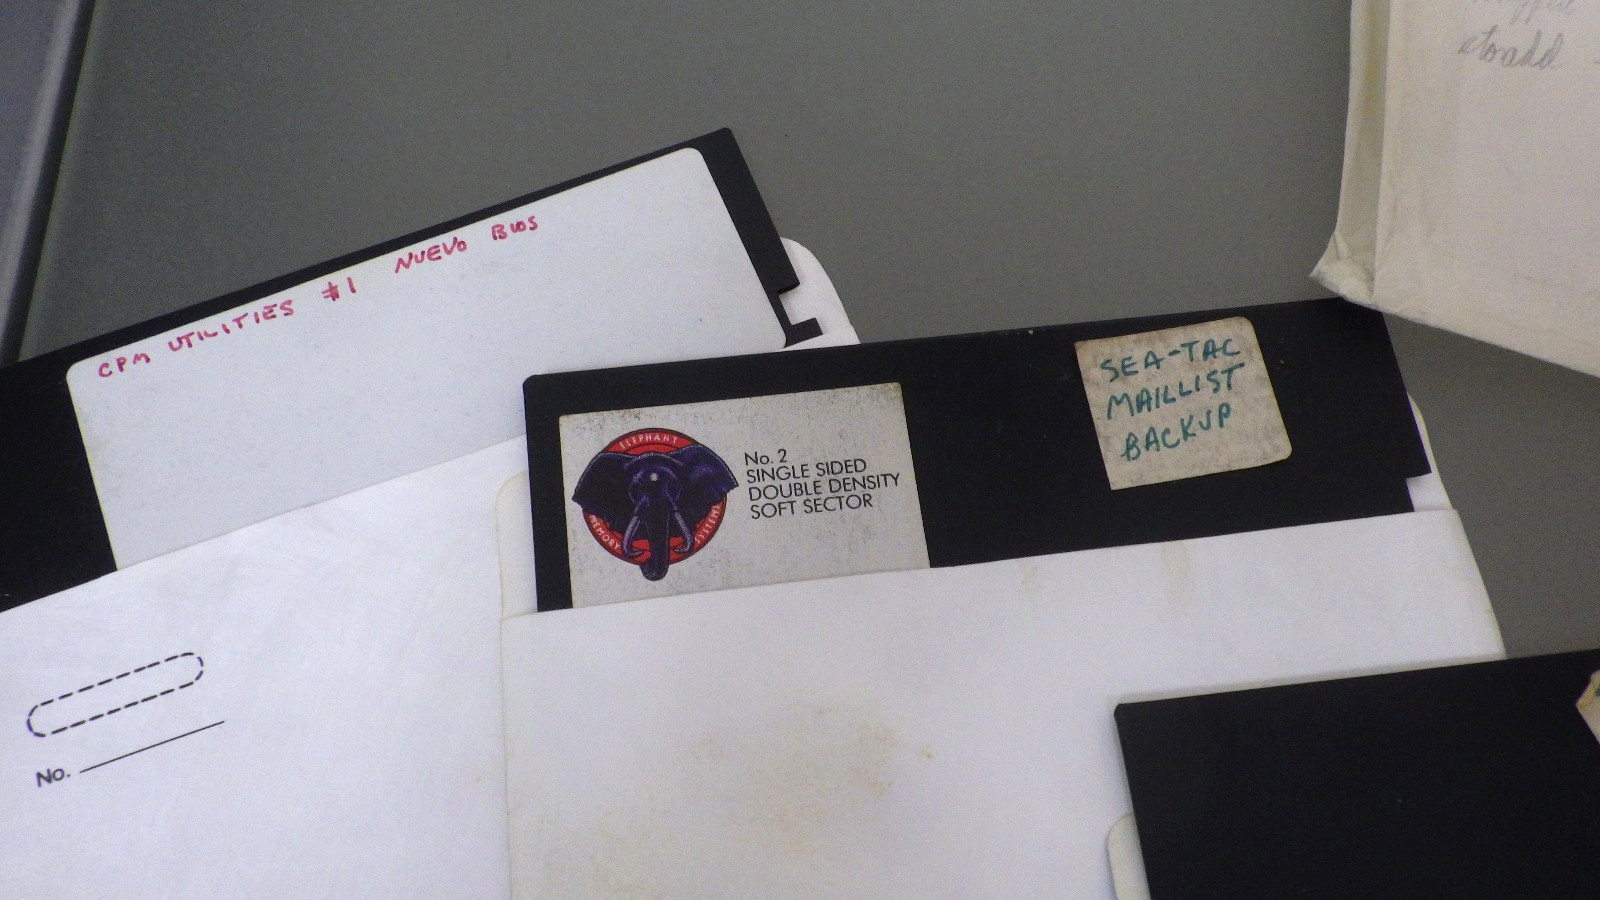 etoadd
CPM UTILITIES #1 NUEVO BIOS
ELEPHANT
MEMORY SYSTEMS
No. 2
SINGLE SIDED
DOUBLE DENSITY
SOFT SECTOR
SEA-TAC
MAILLIST
BACKUP
No.